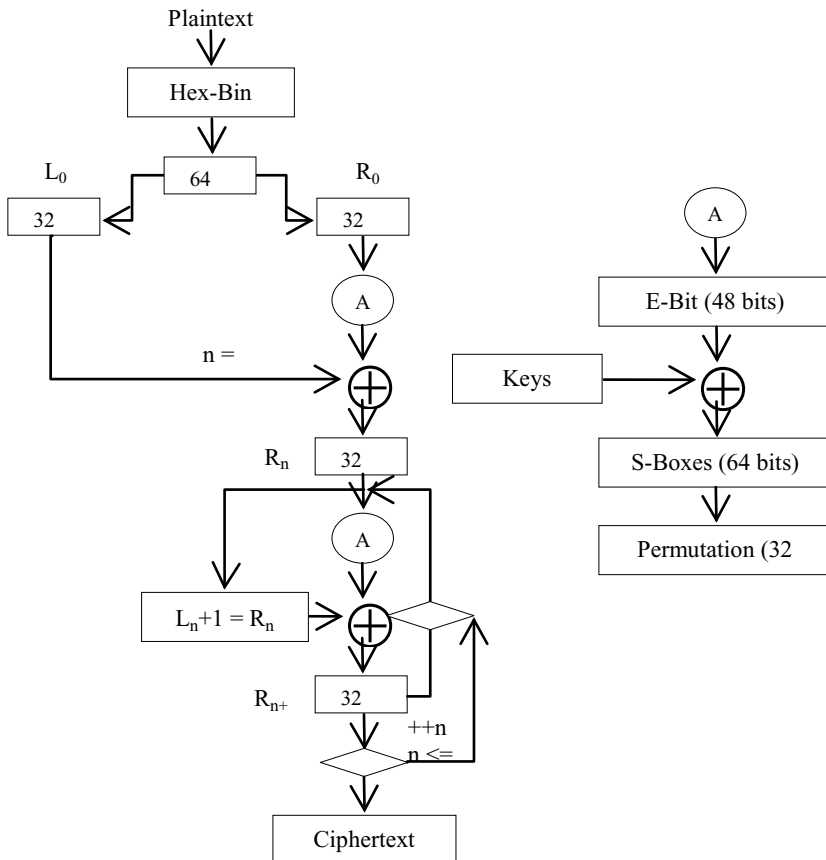 Plaintext
Hex-Bin
64
L0
R0
32
32
A
n =
Rn
32
A
Ln+1 = Rn
Rn+
32
++n
n <=
Ciphertext
A
E-Bit (48 bits)
Keys
S-Boxes (64 bits)
Permutation (32